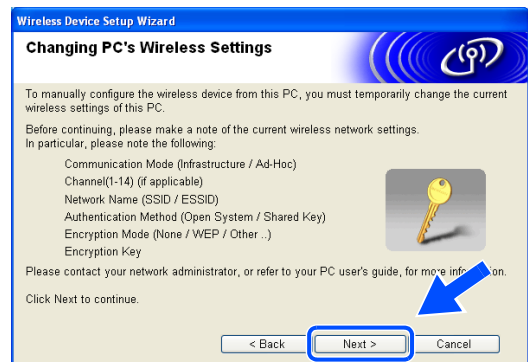 Wireless Device Setup Wizard
Changing PC's Wireless Settings
To manually configure the wireless device from this PC, you must temporarily change the current
wireless settings of this PC.
Before continuing, please make a note of the current wireless network settings.
In particular, please note the following:
Communication Mode (Infrastructure / Ad-Hoc)
Channel(1-14) (if applicable)
Network Name (SSID / ESSID)
Authentication Method (Open System / Shared Key)
Encryption Mode (None / WEP / Other ..)
Encryption Key
Please contact your network administrator, or refer to your PC user's guide, for more
Click Next to continue.
< Back Next > Cancel